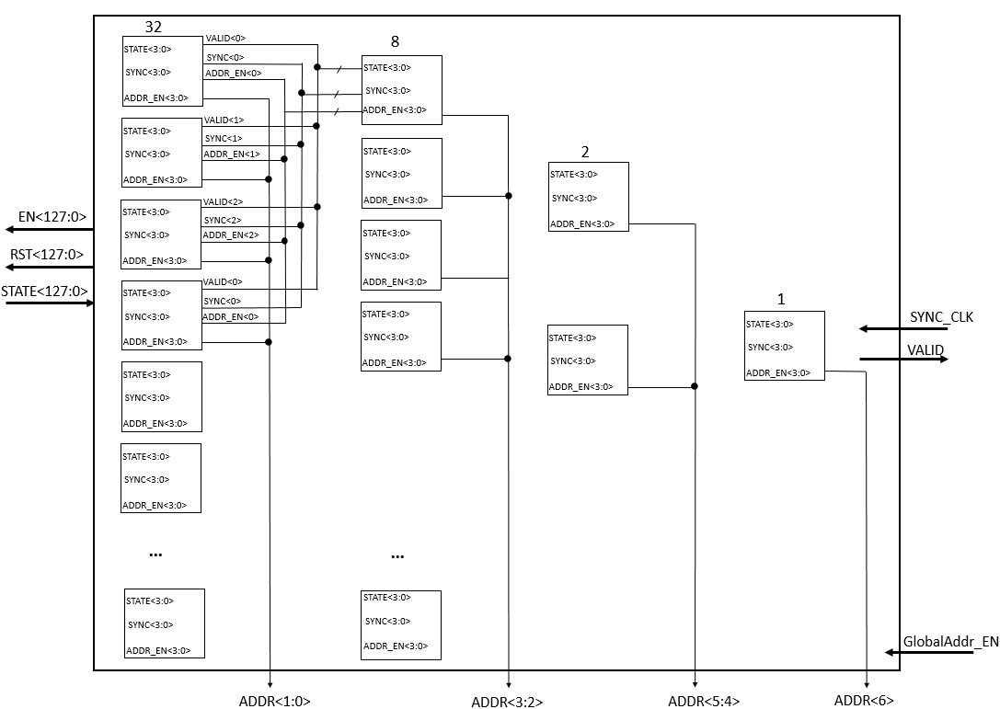 32
STATE<3:0>
SYNC<3:0>
ADDR_EN<3:0>
VALID<0>
SYNC<0>
ADDR_EN<0>
STATE<3:0>
SYNC<3:0>
ADDR_EN<3:0>
VALID<1>
SYNC<1>
ADDR_EN<1>
STATE<3:0>
SYNC<3:0>
ADDR_EN<3:0>
VALID<2>
SYNC<2>
ADDR_EN<2>
STATE<3:0>
SYNC<3:0>
ADDR_EN<3:0>
VALID<0>
SYNC<0>
ADDR_EN<0>
STATE<3:0>
SYNC<3:0>
ADDR_EN<3:0>
STATE<3:0>
SYNC<3:0>
ADDR_EN<3:0>
...
STATE<3:0>
SYNC<3:0>
ADDR_EN<3:0>
8
STATE<3:0>
SYNC<3:0>
ADDR_EN<3:0>
STATE<3:0>
SYNC<3:0>
ADDR_EN<3:0>
STATE<3:0>
SYNC<3:0>
ADDR_EN<3:0>
STATE<3:0>
SYNC<3:0>
ADDR_EN<3:0>
...
STATE<3:0>
SYNC<3:0>
ADDR_EN<3:0>
2
STATE<3:0>
SYNC<3:0>
ADDR_EN<3:0>
STATE<3:0>
SYNC<3:0>
ADDR_EN<3:0>
1
STATE<3:0>
SYNC<3:0>
ADDR_EN<3:0>
EN<127:0>
RST<127:0>
STATE<127:0>
SYNC_CLK
VALID
GlobalAddr_EN
ADDR<1:0>
ADDR<3:2>
ADDR<5:4>
ADDR<6>